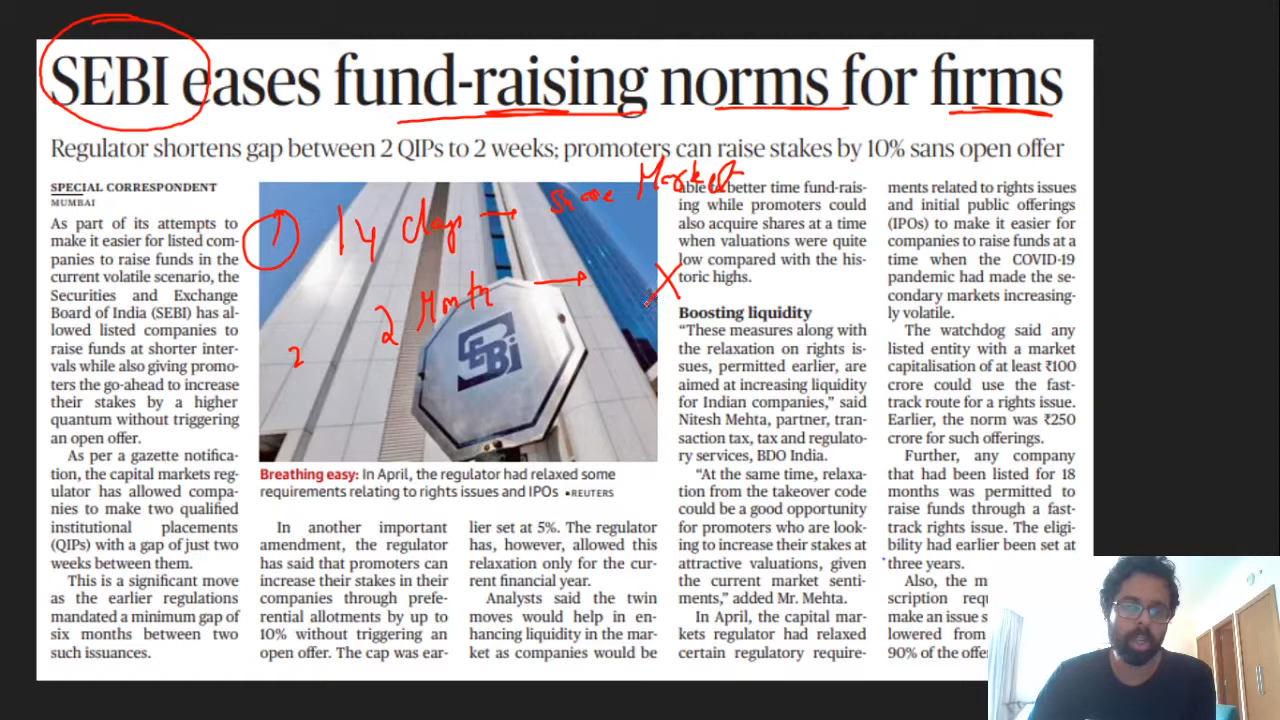 SEBI eases fund-raising norms for firms
Regulator shortens gap between 2 QIPs to 2 weeks; promoters can raise stakes by 10% sans open offer
SPECIAL CORRESPONDENT
MUMBAI
As part of its attempts to
make it easier for listed com-
panies to raise funds in the
current volatile scenario, the
Securities and Exchange
Board of India (SEBI) has al-
lowed listed companies to
raise funds at shorter inter-
vals while also giving promo-
ters the go-ahead to increase
their stakes by a higher
quantum without triggering
an open offer.
As per a gazette notifica-
tion, the capital markets reg-
ulator has allowed compa-
nies to make two qualified
institutional placements
(QIPs) with a gap of just two
weeks between them.
This is a significant move
as the earlier regulations
mandated a minimum gap of
six months between two
such issuances.
14 days
Share Market
2 Month
2
SEBI
Breathing easy: In April, the regulator had relaxed some
requirements relating to rights issues and IPOs ▪REUTERS
In another important
amendment, the regulator
has said that promoters can
increase their stakes in their
companies through prefe-
rential allotments by up to
10% without triggering an
open offer. The cap was ear-
lier set at 5%. The regulator
has, however, allowed this
relaxation only for the cur-
rent financial year.
Analysts said the twin
moves would help in en-
hancing liquidity in the mar-
ket as companies would be
able to better time fund-rais-
ing while promoters could
also acquire shares at a time
when valuations were quite
low compared with the his-
toric highs.
Boosting liquidity
“These measures along with
the relaxation on rights is-
sues, permitted earlier, are
aimed at increasing liquidity
for Indian companies,” said
Nitesh Mehta, partner, tran-
saction tax, tax and regulato-
ry services, BDO India.
“At the same time, relaxa-
tion from the takeover code
could be a good opportunity
for promoters who are look-
ing to increase their stakes at
attractive valuations, given
the current market senti-
ments,” added Mr. Mehta.
In April, the capital mar-
kets regulator had relaxed
certain regulatory require-
ments related to rights issues
and initial public offerings
(IPOs) to make it easier for
companies to raise funds at a
time when the COVID-19
pandemic had made the se-
condary markets increasing-
ly volatile.
The watchdog said any
listed entity with a market
capitalisation of at least ₹100
crore could use the fast-
track route for a rights issue.
Earlier, the norm was ₹250
crore for such offerings.
Further, any company
that had been listed for 18
months was permitted to
raise funds through a fast-
track rights issue. The eligi-
bility had earlier been set at
three years.
Also, the m
scription requ
make an issue s
lowered from
90% of the offe